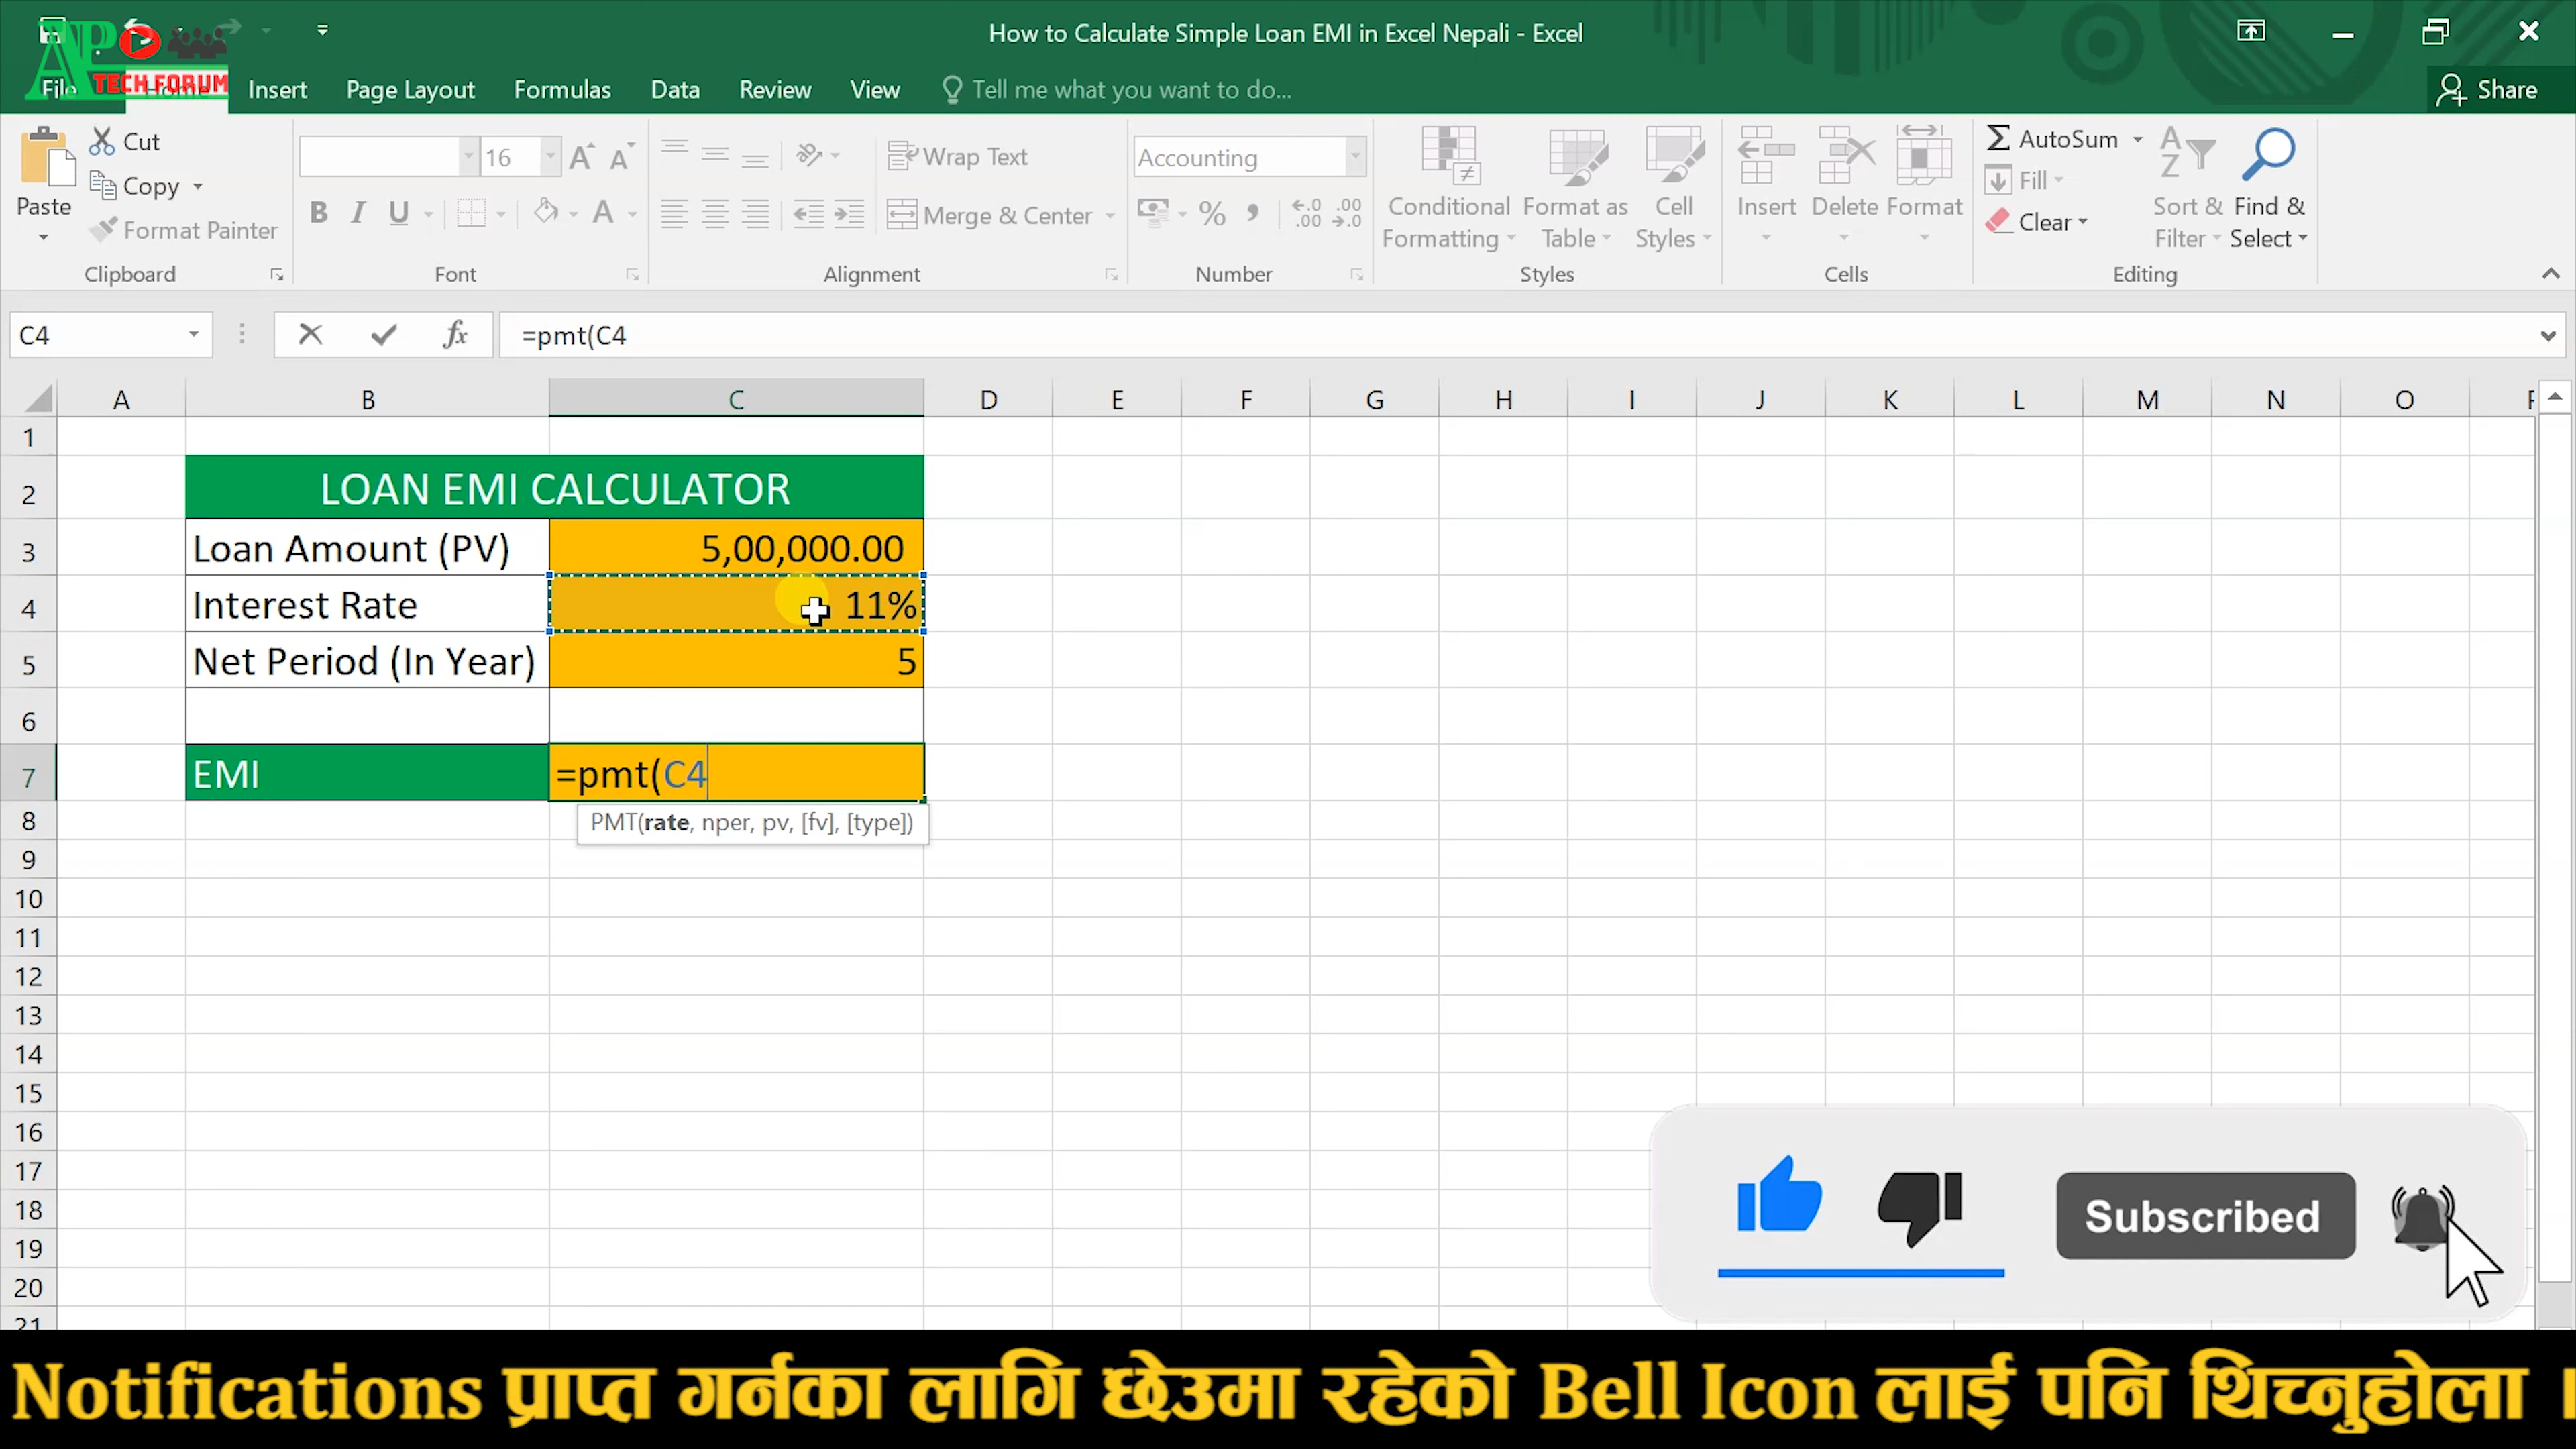 How to Calculate Simple Loan EMI in Excel Nepali - Excel
AP
TECH FORUM
File Home Insert Page Layout Formulas Data Review View Tell me what you want to do... Share
Cut
Copy
Format Painter
Paste
Clipboard
16
B I U
Font
Wrap Text
Merge & Center
Alignment
Accounting
%
Number
Conditional Formatting
Format as Table
Cell Styles
Styles
Insert Delete Format
Cells
AutoSum
Fill
Clear
Sort & Filter
Find & Select
Editing
C4 fx =pmt(C4
A B C D E F G H I J K L M N O
1
2 LOAN EMI CALCULATOR
3 Loan Amount (PV) 5,00,000.00
4 Interest Rate 11%
5 Net Period (In Year) 5
6
7 EMI =pmt(C4
PMT(rate, nper, pv, [fv], [type])
8
9
10
11
12
13
14
15
16
17
18
19
20
21
Subscribed
Notifications प्राप्त गर्नका लागि छेउमा रहेको Bell Icon लाई पनि थिच्नुहोला ।